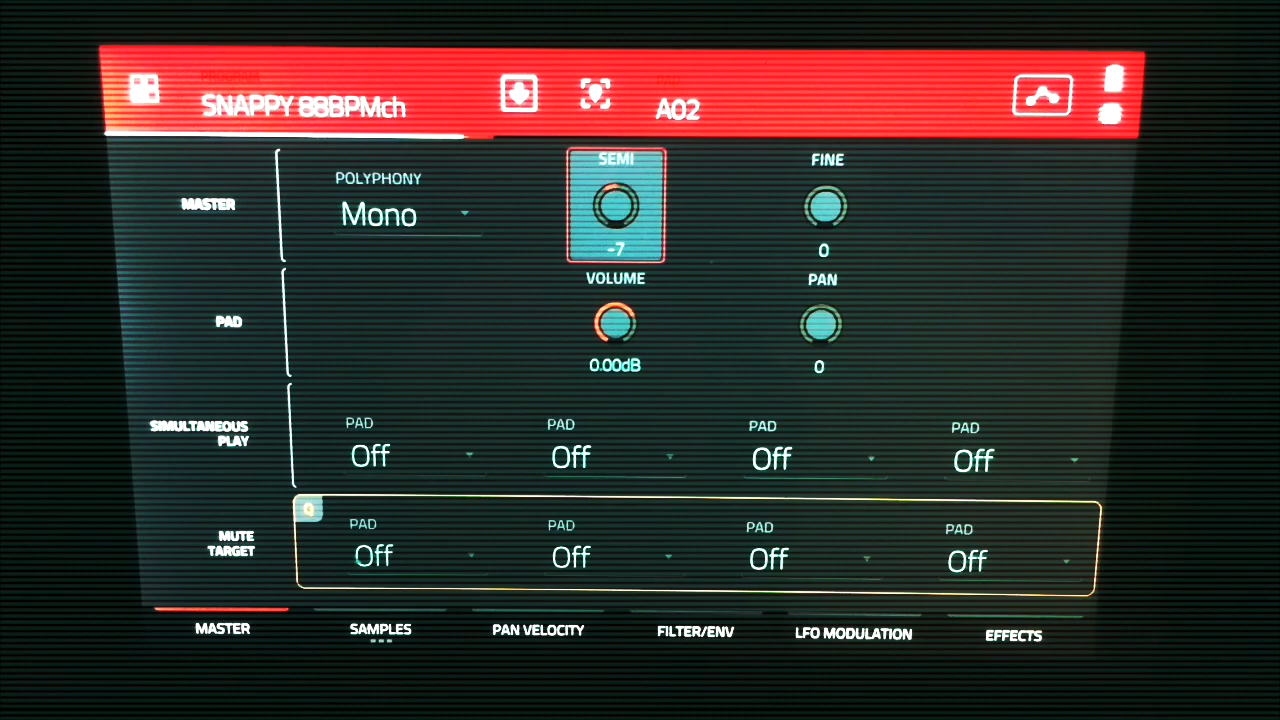 PROGRAM
SNAPPY 88BPMch
PAD
A02
MASTER
POLYPHONY
Mono
SEMI
-7
FINE
0
PAD
VOLUME
0.00dB
PAN
0
SIMULTANEOUS
PLAY
PAD
Off
PAD
Off
PAD
Off
PAD
Off
Q
MUTE
TARGET
PAD
Off
PAD
Off
PAD
Off
PAD
Off
MASTER
SAMPLES
PAN VELOCITY
FILTER/ENV
LFO MODULATION
EFFECTS